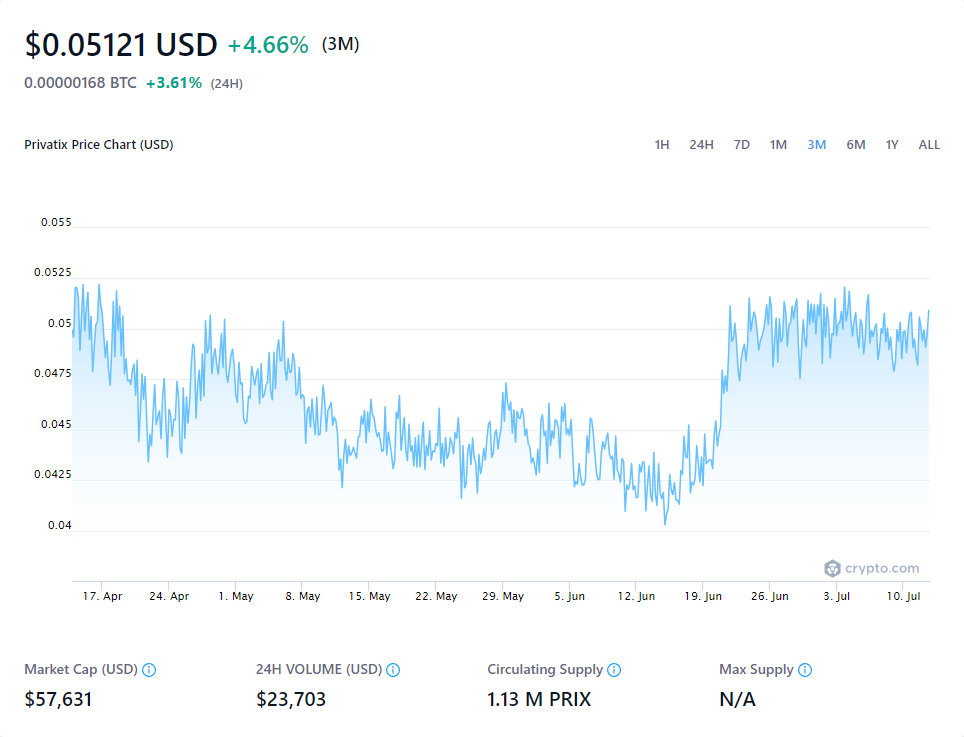 $0.05121 USD +4.66% (3M)
0.00000168 BTC +3.61% (24H)
Privatix Price Chart (USD) 1H 24H 7D 1M 3M 6M 1Y ALL
0.055
0.0525
0.05
0.0475
0.045
0.0425
0.04
crypto.com
17. Apr 24. Apr 1. May 8. May 15. May 22. May 29. May 5. Jun 12. Jun 19. Jun 26. Jun 3. Jul 10. Jul
Market Cap (USD) 24H VOLUME (USD) Circulating Supply Max Supply
$57,631 $23,703 1.13 M PRIX N/A